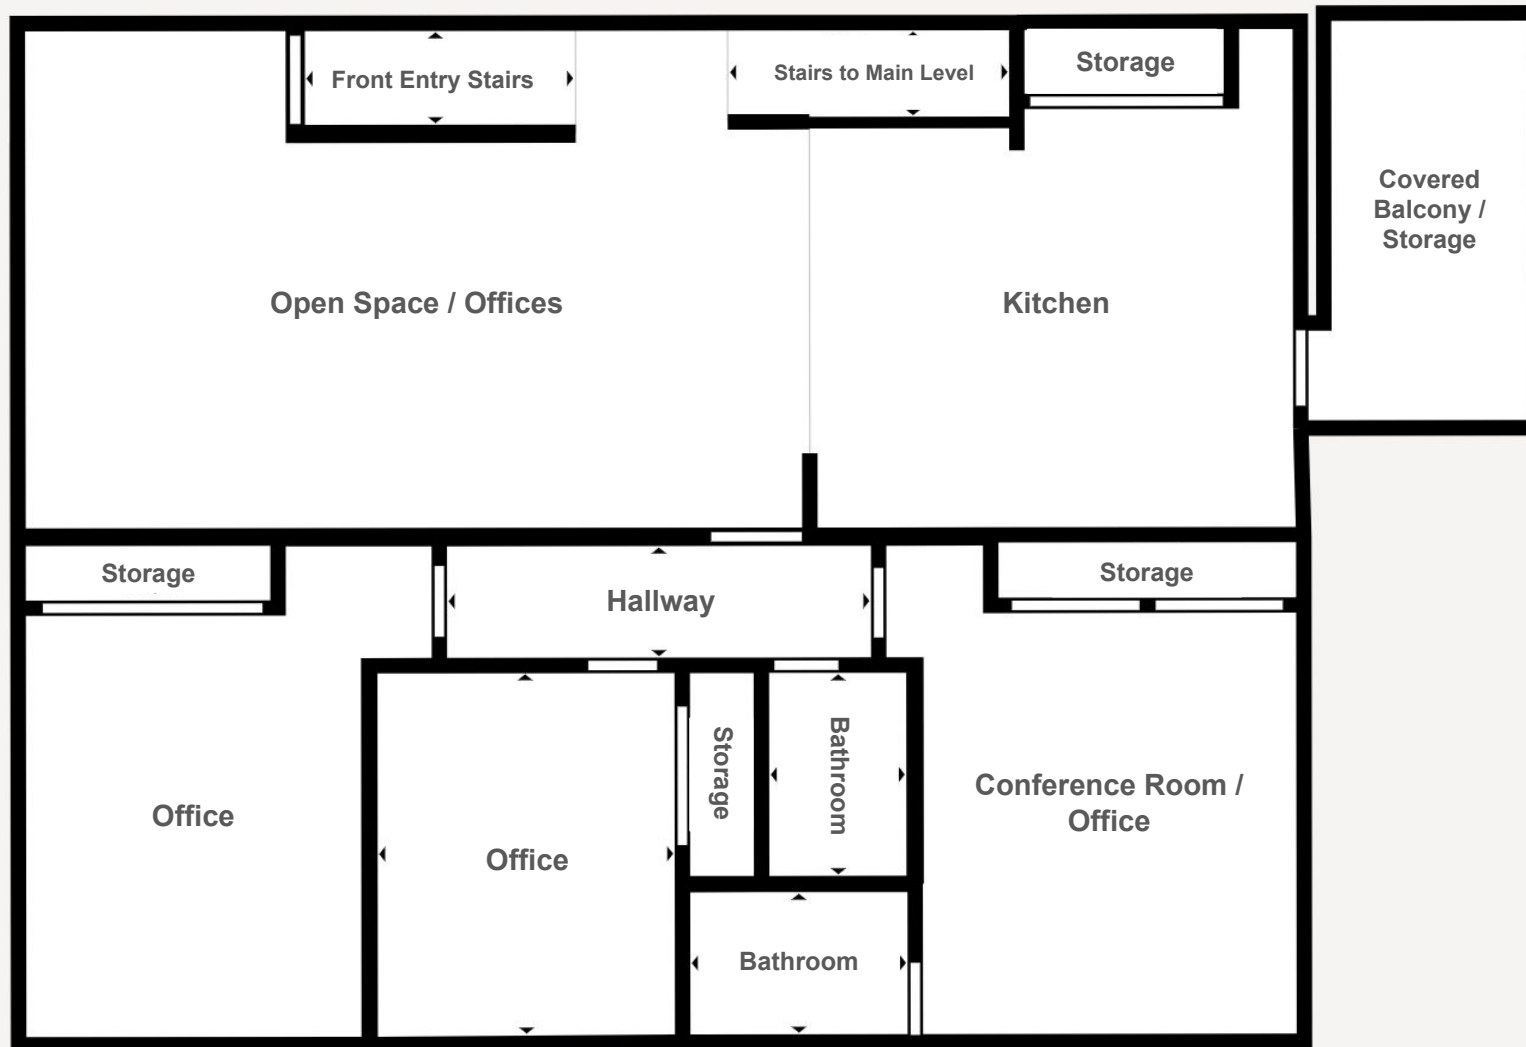 Front Entry Stairs
Stairs to Main Level
Storage
Covered
Balcony /
Storage
Open Space / Offices
Kitchen
Storage
Hallway
Storage
Office
Office
Storage
Bathroom
Conference Room /
Office
Bathroom